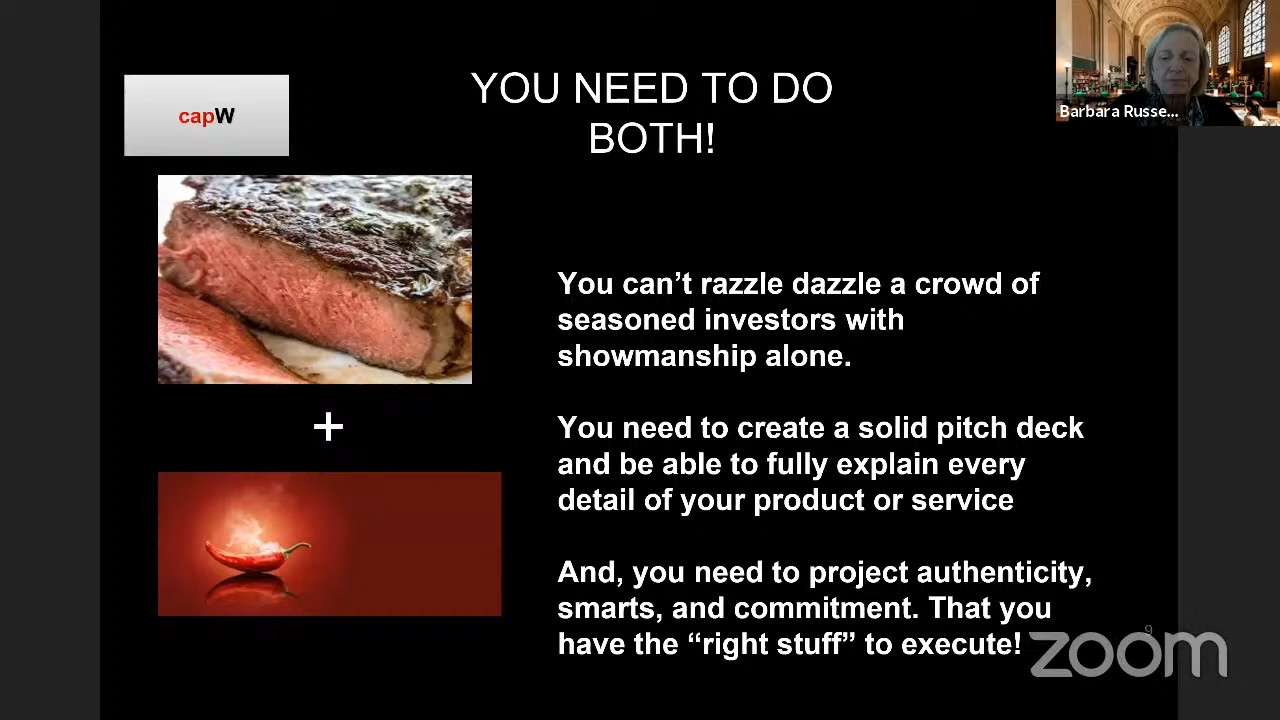 capW
YOU NEED TO DO
BOTH!
Barbara Russe...
You can’t razzle dazzle a crowd of
seasoned investors with
showmanship alone.
+
You need to create a solid pitch deck
and be able to fully explain every
detail of your product or service
And, you need to project authenticity,
smarts, and commitment. That you
have the “right stuff” to execute!
9
zoom